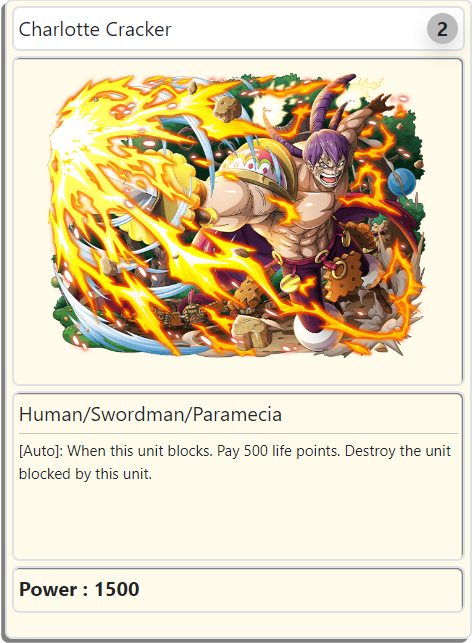 Charlotte Cracker
2
Human/Swordman/Paramecia
[Auto]: When this unit blocks. Pay 500 life points. Destroy the unit
blocked by this unit.
Power : 1500